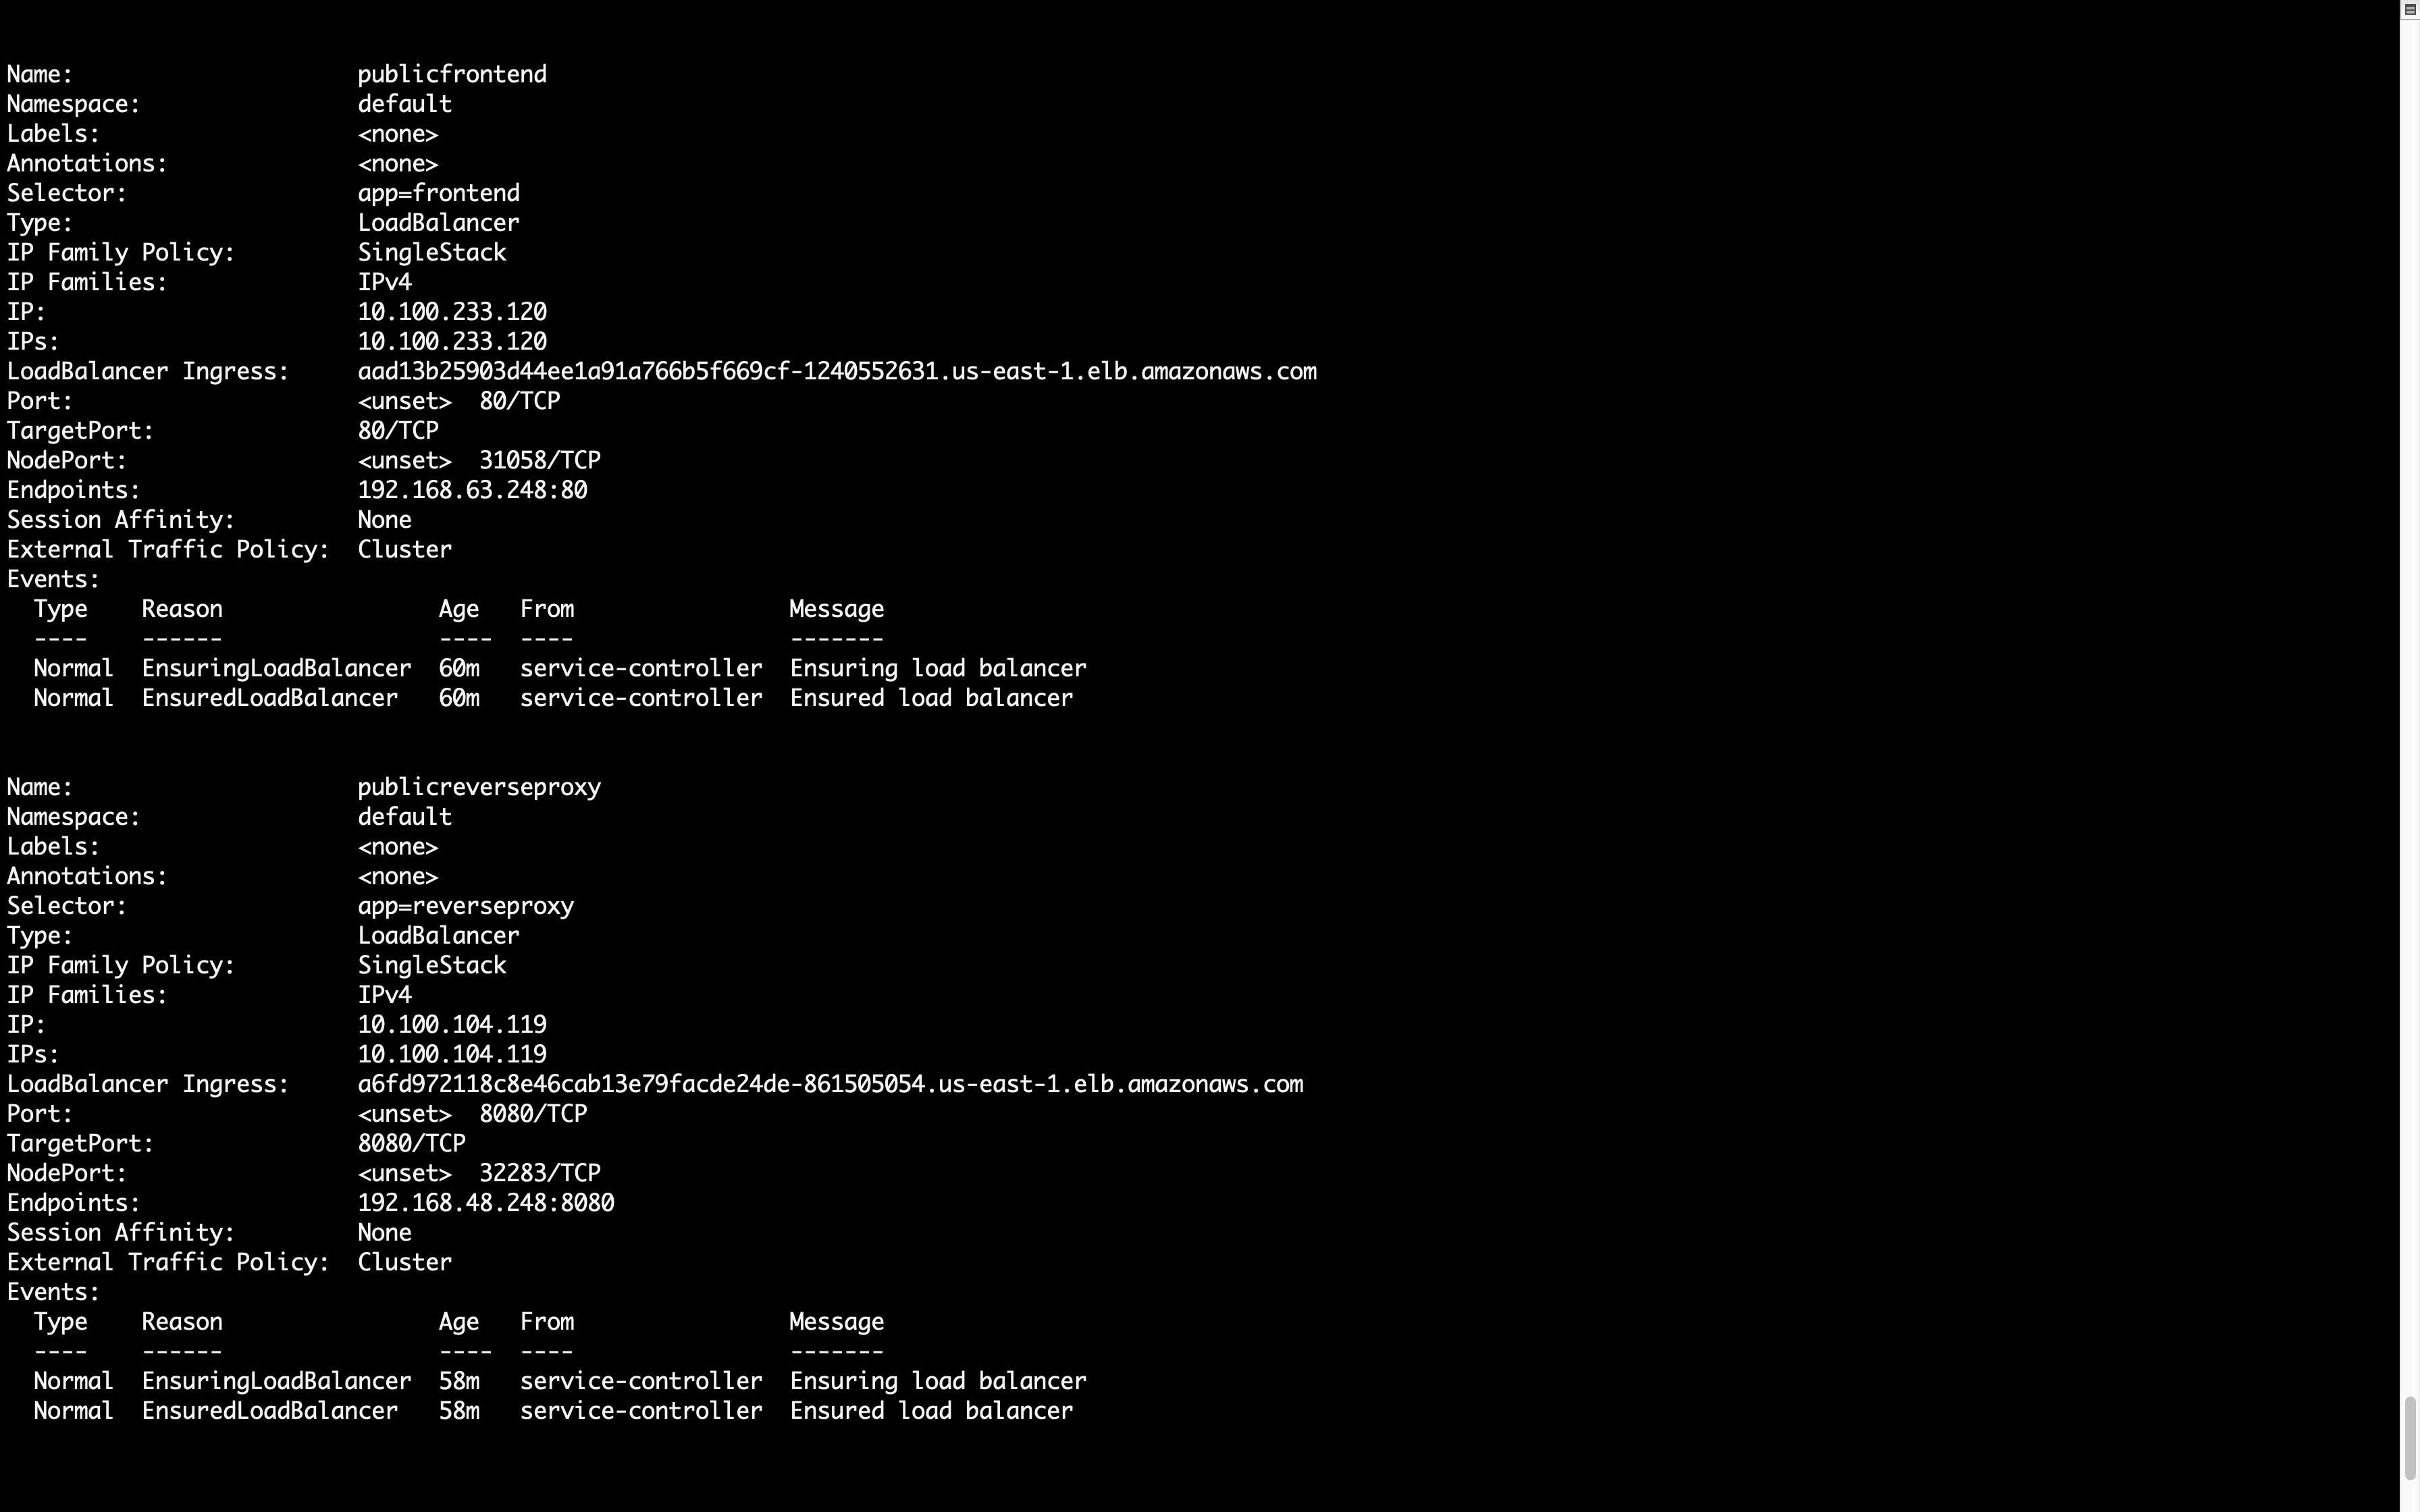 Name:                     publicfrontend
Namespace:                default
Labels:                   <none>
Annotations:              <none>
Selector:                 app=frontend
Type:                     LoadBalancer
IP Family Policy:         SingleStack
IP Families:              IPv4
IP:                       10.100.233.120
IPs:                      10.100.233.120
LoadBalancer Ingress:     aad13b25903d44ee1a91a766b5f669cf-1240552631.us-east-1.elb.amazonaws.com
Port:                     <unset>  80/TCP
TargetPort:               80/TCP
NodePort:                 <unset>  31058/TCP
Endpoints:                192.168.63.248:80
Session Affinity:         None
External Traffic Policy:  Cluster
Events:
  Type    Reason                Age   From                Message
  ----    ------                ----  ----                -------
  Normal  EnsuringLoadBalancer  60m   service-controller  Ensuring load balancer
  Normal  EnsuredLoadBalancer   60m   service-controller  Ensured load balancer
Name:                     publicreverseproxy
Namespace:                default
Labels:                   <none>
Annotations:              <none>
Selector:                 app=reverseproxy
Type:                     LoadBalancer
IP Family Policy:         SingleStack
IP Families:              IPv4
IP:                       10.100.104.119
IPs:                      10.100.104.119
LoadBalancer Ingress:     a6fd972118c8e46cab13e79facde24de-861505054.us-east-1.elb.amazonaws.com
Port:                     <unset>  8080/TCP
TargetPort:               8080/TCP
NodePort:                 <unset>  32283/TCP
Endpoints:                192.168.48.248:8080
Session Affinity:         None
External Traffic Policy:  Cluster
Events:
  Type    Reason                Age   From                Message
  ----    ------                ----  ----                -------
  Normal  EnsuringLoadBalancer  58m   service-controller  Ensuring load balancer
  Normal  EnsuredLoadBalancer   58m   service-controller  Ensured load balancer